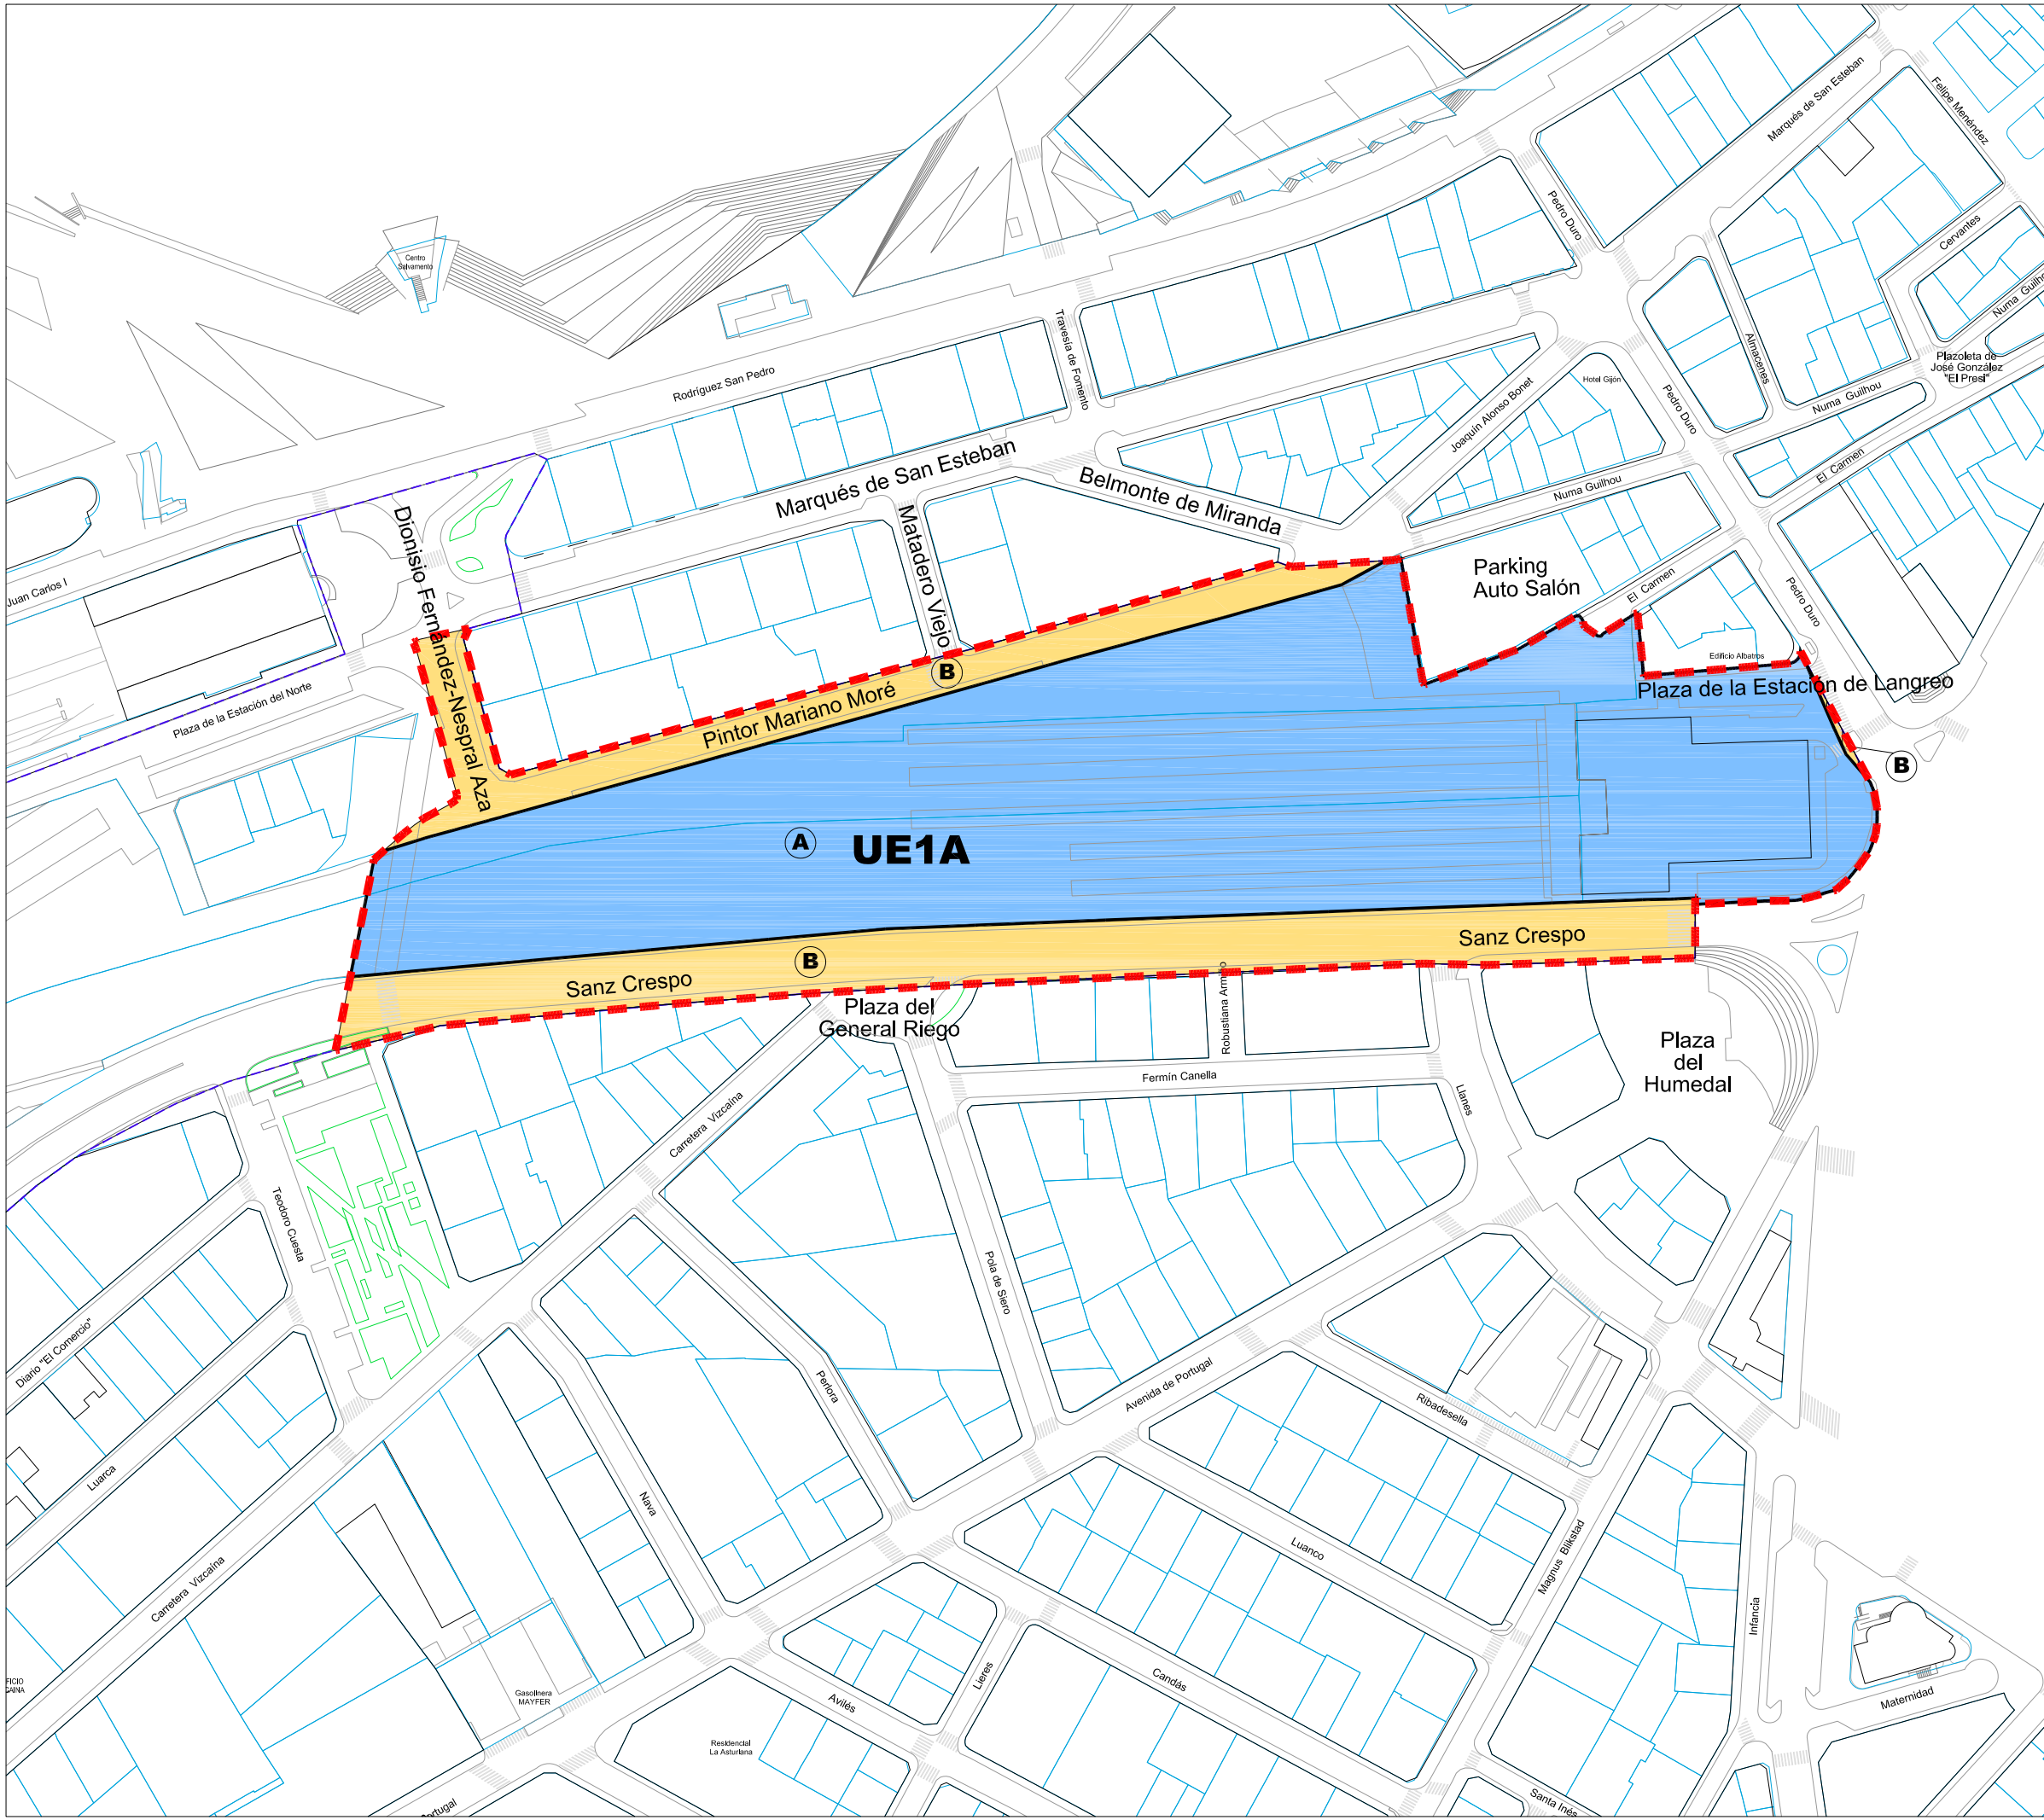 Marqués de San Esteban
Felipe Menéndez
Pedro Duro
Cervantes
Centro
Salvamento
Numa Guilho
Travesía de Fomento
Almacenes
Plazoleta de
José González
"El Presi"
Rodríguez San Pedro
Hotel Gijón
Joaquín Alonso Bonet
Pedro Duro
Numa Guilhou
El Carmen
Marqués de San Esteban
Belmonte de Miranda
Numa Guilhou
Dionisio Fernández-Nespral Aza
Matadero Viejo
Parking
Auto Salón
El Carmen
Pedro Duro
Juan Carlos I
Edificio Albatros
B
Plaza de la Estación de Langreo
Plaza de la Estación del Norte
Pintor Mariano Moré
B
A
UE1A
Sanz Crespo
B
Sanz Crespo
Plaza del
General Riego
Robustiana Armiño
Plaza
del
Humedal
Fermín Canella
Llanes
Carretera Vizcaína
Teodoro Cuesta
Pola de Siero
Diario "El Comercio"
Perlora
Avenida de Portugal
Ribadesella
Luarca
Nava
Luanco
Magnus Blikstad
Carretera Vizcaína
Infancia
FICIO
CAINA
Gasolinera
MAYFER
Avilés
Lieres
Candás
Maternidad
Residencial
La Asturiana
Portugal
Santa Inés